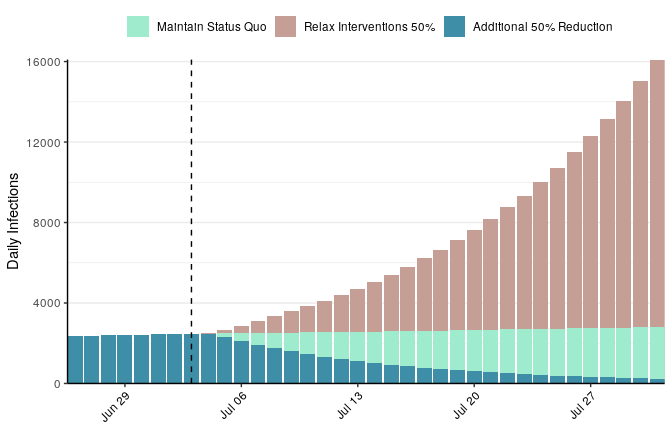 Maintain Status Quo Relax Interventions 50% Additional 50% Reduction
16000
12000
8000
4000
0
Daily Infections
Jun 29 Jul 06 Jul 13 Jul 20 Jul 27